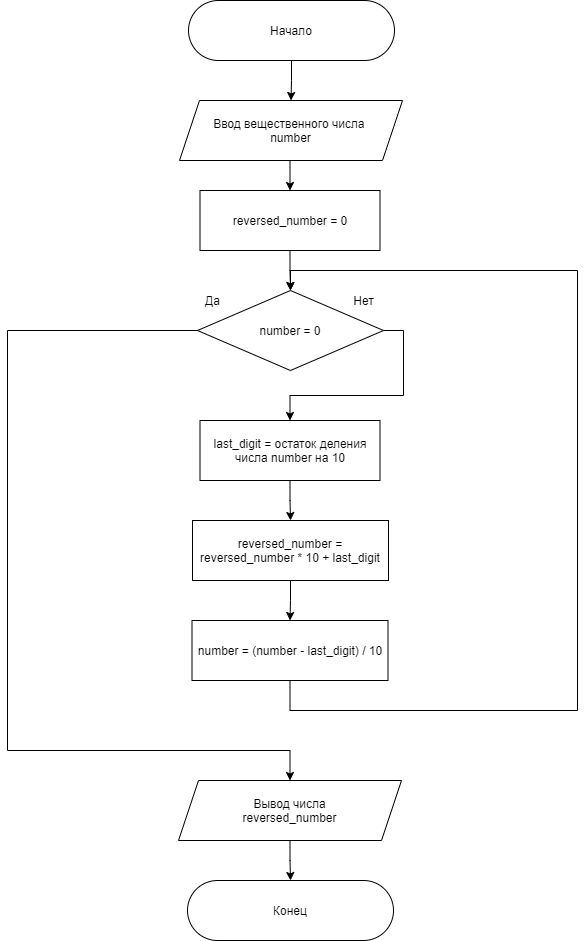 Начало
Ввод вещественного числа
number
reversed_number = 0
Да
Нет
number = 0
last_digit = остаток деления
числа number на 10
reversed_number =
reversed_number * 10 + last_digit
number = (number - last_digit) / 10
Вывод числа
reversed_number
Конец